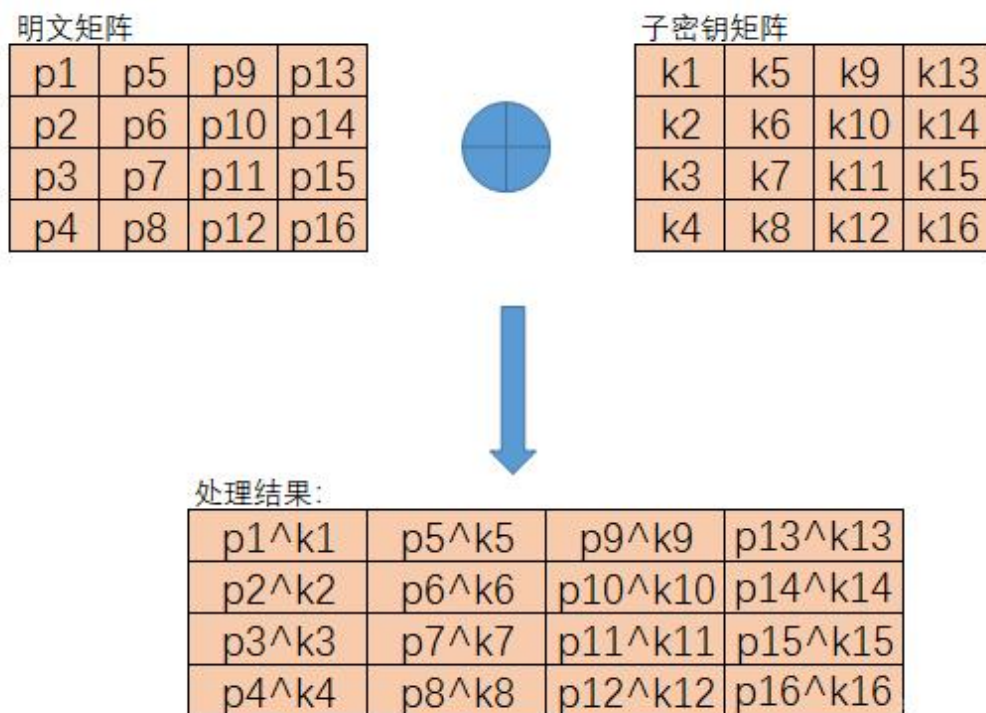 明文矩阵 子密钥矩阵
p1 p5 p9 p13 k1 k5 k9 k13
p2 p6 p10 p14 k2 k6 k10 k14
p3 p7 p11 p15 k3 k7 k11 k15
p4 p8 p12 p16 k4 k8 k12 k16
处理结果:
p1^k1 p5^k5 p9^k9 p13^k13
p2^k2 p6^k6 p10^k10 p14^k14
p3^k3 p7^k7 p11^k11 p15^k15
p4^k4 p8^k8 p12^k12 p16^k16